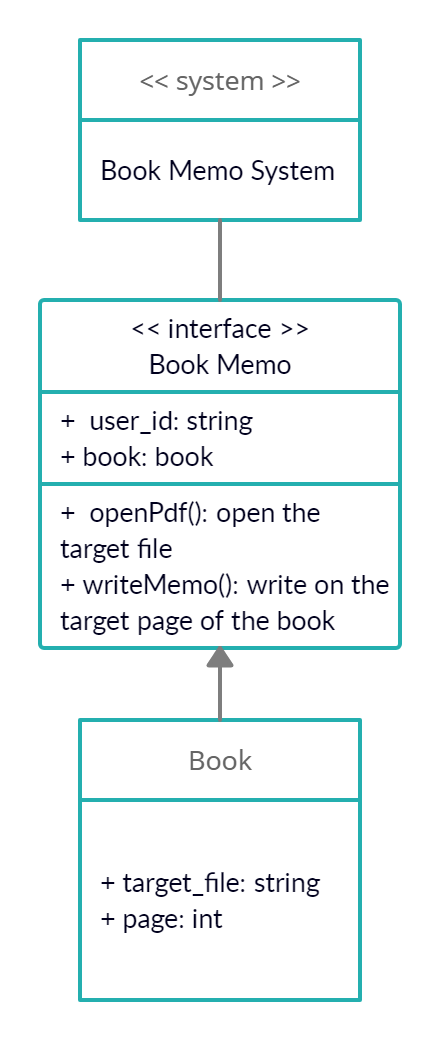 << system >>
Book Memo System
<< interface >>
Book Memo
+  user_id: string
+ book: book
+  openPdf(): open the
target file
+ writeMemo(): write on the
target page of the book
Book
+ target_file: string
+ page: int